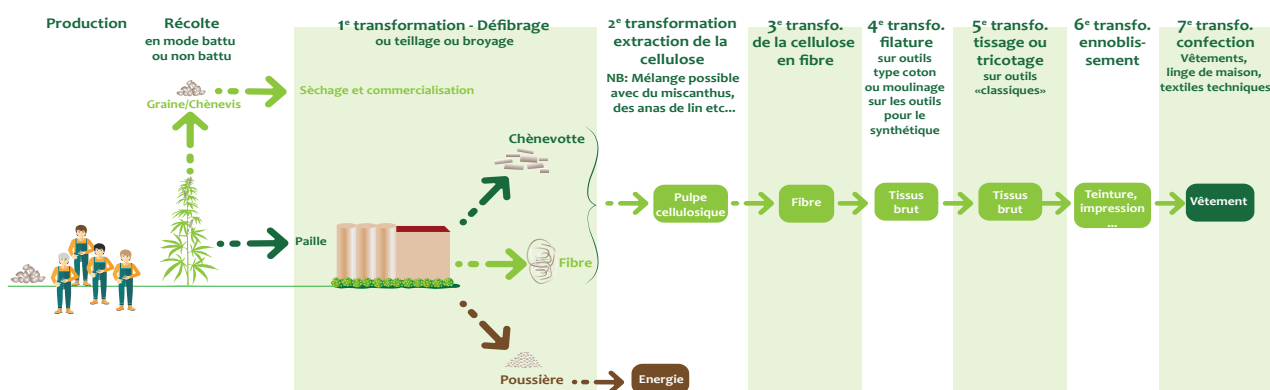 Production
Récolte
en mode battu
ou non battu
1e transformation - Défibrage
ou teillage ou broyage
2e transformation
extraction de la
cellulose
NB: Mélange possible
avec du miscanthus,
des anas de lin etc...
3e transfo.
de la cellulose
en fibre
4e transfo.
filature
sur outils
type coton
ou moulinage
sur les outils
pour le
synthétique
5e transfo.
tissage ou
tricotage
sur outils
«classiques»
6e transfo.
ennoblis-
sement
7e transfo.
confection
Vêtements,
linge de maison,
textiles techniques
Graine/Chènevis
Sèchage et commercialisation
Chènevotte
Paille
Fibre
Poussière
Energie
Pulpe
cellulosique
Fibre
Tissus
brut
Tissus
brut
Teinture,
impression
...
Vêtement